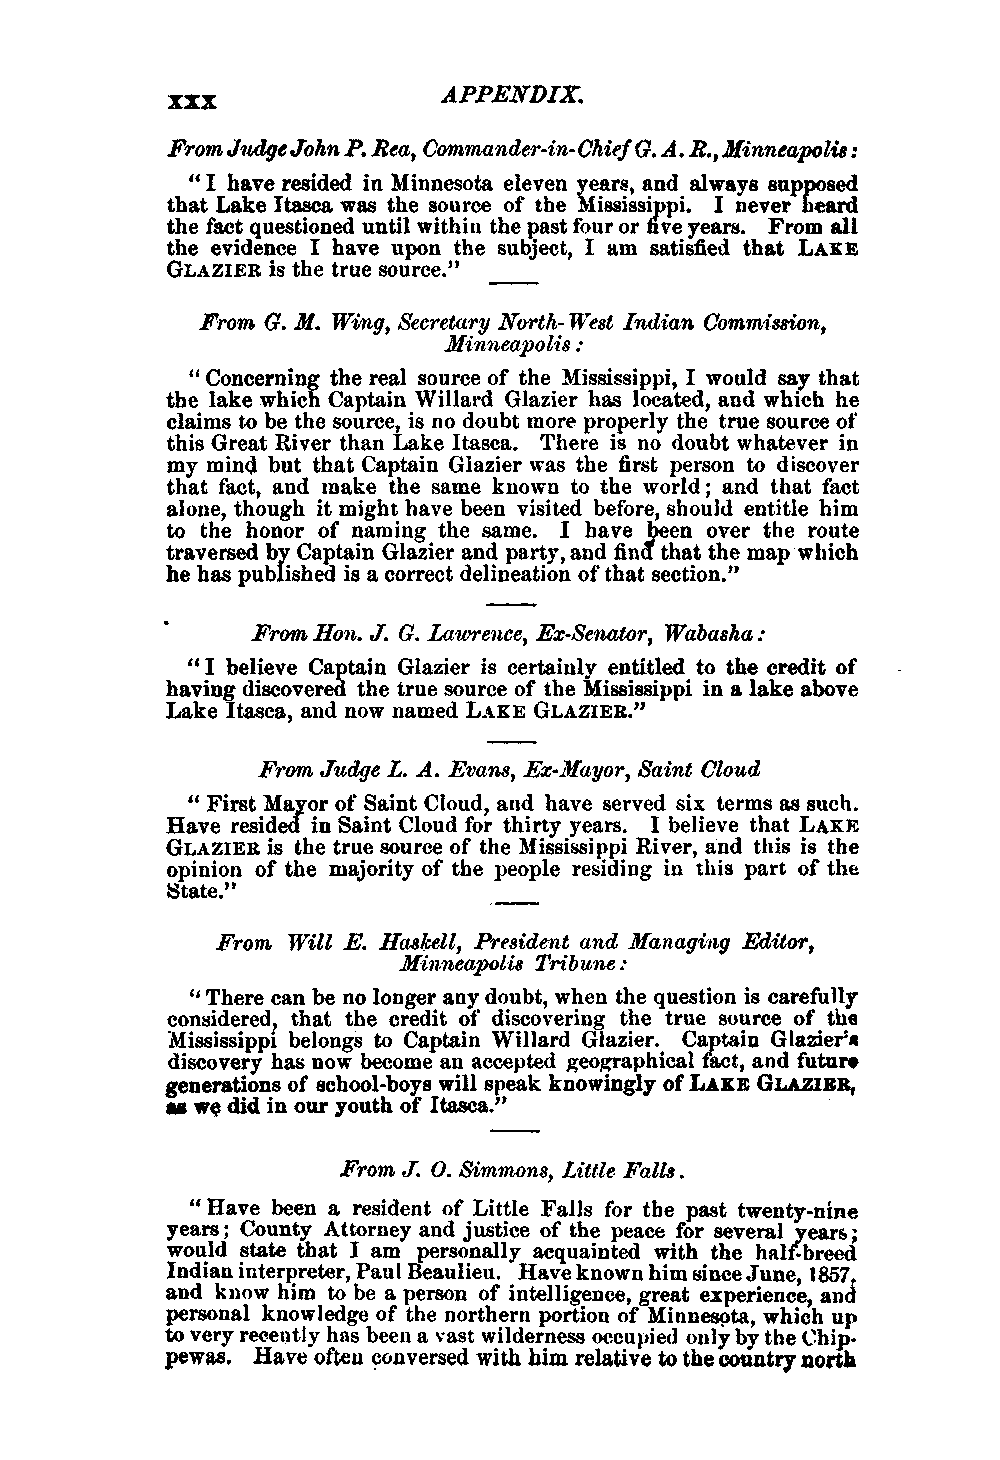 xxx APPENDIX.
From Judge John P. Rea, Commander-in-Chief G. A. R., Minneapolis:
"I have resided in Minnesota eleven years, and always supposed
that Lake Itasca was the source of the Mississippi. I never heard
the fact questioned until within the past four or five years. From all
the evidence I have upon the subject, I am satisfied that LAKE
GLAZIER is the true source."
From G. M. Wing, Secretary North-West Indian Commission,
Minneapolis:
"Concerning the real source of the Mississippi, I would say that
the lake which Captain Willard Glazier has located, and which he
claims to be the source, is no doubt more properly the true source of
this Great River than Lake Itasca. There is no doubt whatever in
my mind but that Captain Glazier was the first person to discover
that fact, and make the same known to the world; and that fact
alone, though it might have been visited before, should entitle him
to the honor of naming the same. I have been over the route
traversed by Captain Glazier and party, and find that the map which
he has published is a correct delineation of that section."
From Hon. J. G. Lawrence, Ex-Senator, Wabasha:
"I believe Captain Glazier is certainly entitled to the credit of
having discovered the true source of the Mississippi in a lake above
Lake Itasca, and now named LAKE GLAZIER."
From Judge L. A. Evans, Ex-Mayor, Saint Cloud
"First Mayor of Saint Cloud, and have served six terms as such.
Have resided in Saint Cloud for thirty years. I believe that LAKE
GLAZIER is the true source of the Mississippi River, and this is the
opinion of the majority of the people residing in this part of the
State."
From Will E. Haskell, President and Managing Editor,
Minneapolis Tribune:
"There can be no longer any doubt, when the question is carefully
considered, that the credit of discovering the true source of the
Mississippi belongs to Captain Willard Glazier. Captain Glazier's
discovery has now become an accepted geographical fact, and future
generations of school-boys will speak knowingly of LAKE GLAZIER,
as we did in our youth of Itasca."
From J. O. Simmons, Little Falls.
"Have been a resident of Little Falls for the past twenty-nine
years; County Attorney and justice of the peace for several years;
would state that I am personally acquainted with the half-breed
Indian interpreter, Paul Beaulieu. Have known him since June, 1857,
and know him to be a person of intelligence, great experience, and
personal knowledge of the northern portion of Minnesota, which up
to very recently has been a vast wilderness occupied only by the Chip-
pewas. Have often conversed with him relative to the country north